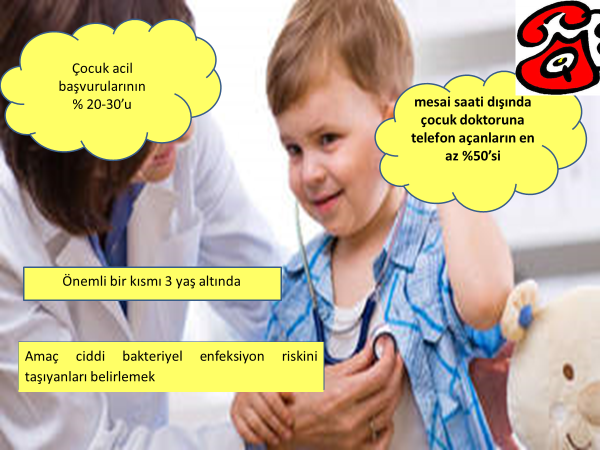 Çocuk acil
başvurularının
% 20-30’u
mesai saati dışında
çocuk doktoruna
telefon açanların en
az %50’si
Önemli bir kısmı 3 yaş altında
Amaç ciddi bakteriyel enfeksiyon riskini
taşıyanları belirlemek